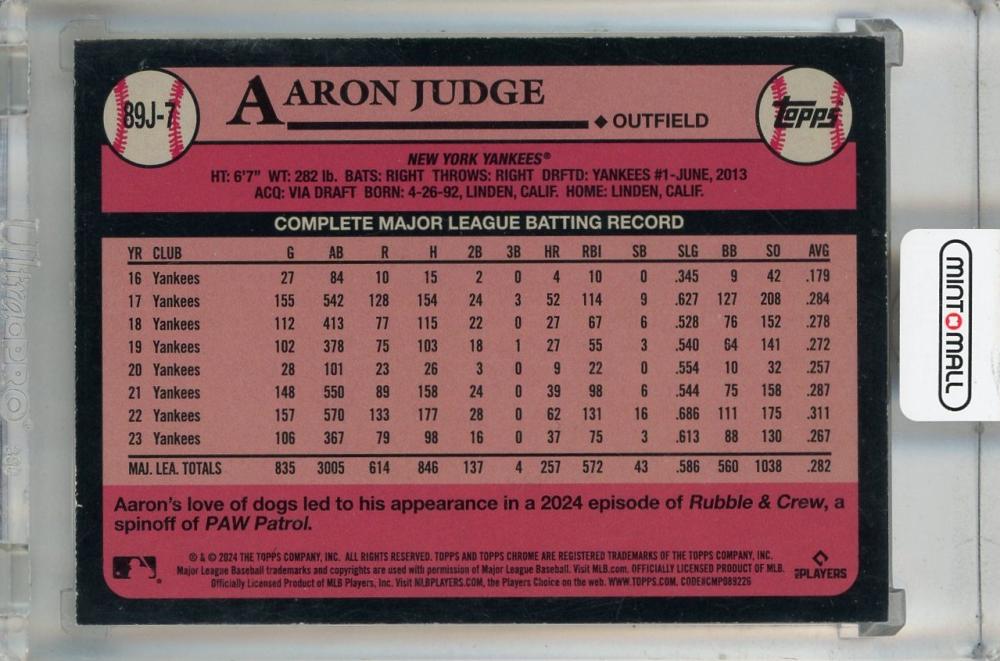 89J-7
AARON JUDGE
◆ OUTFIELD
topps
NEW YORK YANKEES®
HT: 6'7" WT: 282 lb. BATS: RIGHT THROWS: RIGHT DRFTD: YANKEES #1-JUNE, 2013
ACQ: VIA DRAFT BORN: 4-26-92, LINDEN, CALIF. HOME: LINDEN, CALIF.
COMPLETE MAJOR LEAGUE BATTING RECORD
YR CLUB G AB R H 2B 3B HR RBI SB SLG BB SO AVG
16 Yankees 27 84 10 15 2 0 4 10 0 .345 9 42 .179
17 Yankees 155 542 128 154 24 3 52 114 9 .627 127 208 .284
18 Yankees 112 413 77 115 22 0 27 67 6 .528 76 152 .278
19 Yankees 102 378 75 103 18 1 27 55 3 .540 64 141 .272
20 Yankees 28 101 23 26 3 0 9 22 0 .554 10 32 .257
21 Yankees 148 550 89 158 24 0 39 98 6 .544 75 158 .287
22 Yankees 157 570 133 177 28 0 62 131 16 .686 111 175 .311
23 Yankees 106 367 79 98 16 0 37 75 3 .613 88 130 .267
MAJ. LEA. TOTALS 835 3005 614 846 137 4 257 572 43 .586 560 1038 .282
Aaron's love of dogs led to his appearance in a 2024 episode of Rubble & Crew, a
spinoff of PAW Patrol.
® & © 2024 THE TOPPS COMPANY, INC. ALL RIGHTS RESERVED. TOPPS AND TOPPS CHROME ARE REGISTERED TRADEMARKS OF THE TOPPS COMPANY, INC.
Major League Baseball trademarks and copyrights are used with permission of Major League Baseball. Visit MLB.com. OFFICIALLY LICENSED PRODUCT OF MLB.
Officially Licensed Product of MLB Players, Inc. Visit MLBPLAYERS.COM, the Players Choice on the web. WWW.TOPPS.COM. CODE#CMP089226
MLB PLAYERS
MINT MALL
ULTRA PRO